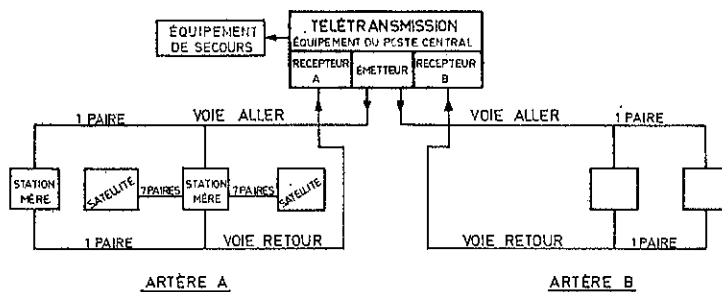 TÉLÉTRANSMISSION
ÉQUIPEMENT DU POSTE CENTRAL
ÉQUIPEMENT
DE SECOURS
RECEPTEUR
A
ÉMETTEUR
RECEPTEUR
B
1 PAIRE
VOIE ALLER
VOIE ALLER
1 PAIRE
STATION
MÈRE
SATELLITE
7 PAIRES
STATION
MÈRE
7 PAIRES
SATELLITE
1 PAIRE
VOIE RETOUR
VOIE RETOUR
1 PAIRE
ARTÈRE A
ARTÈRE B